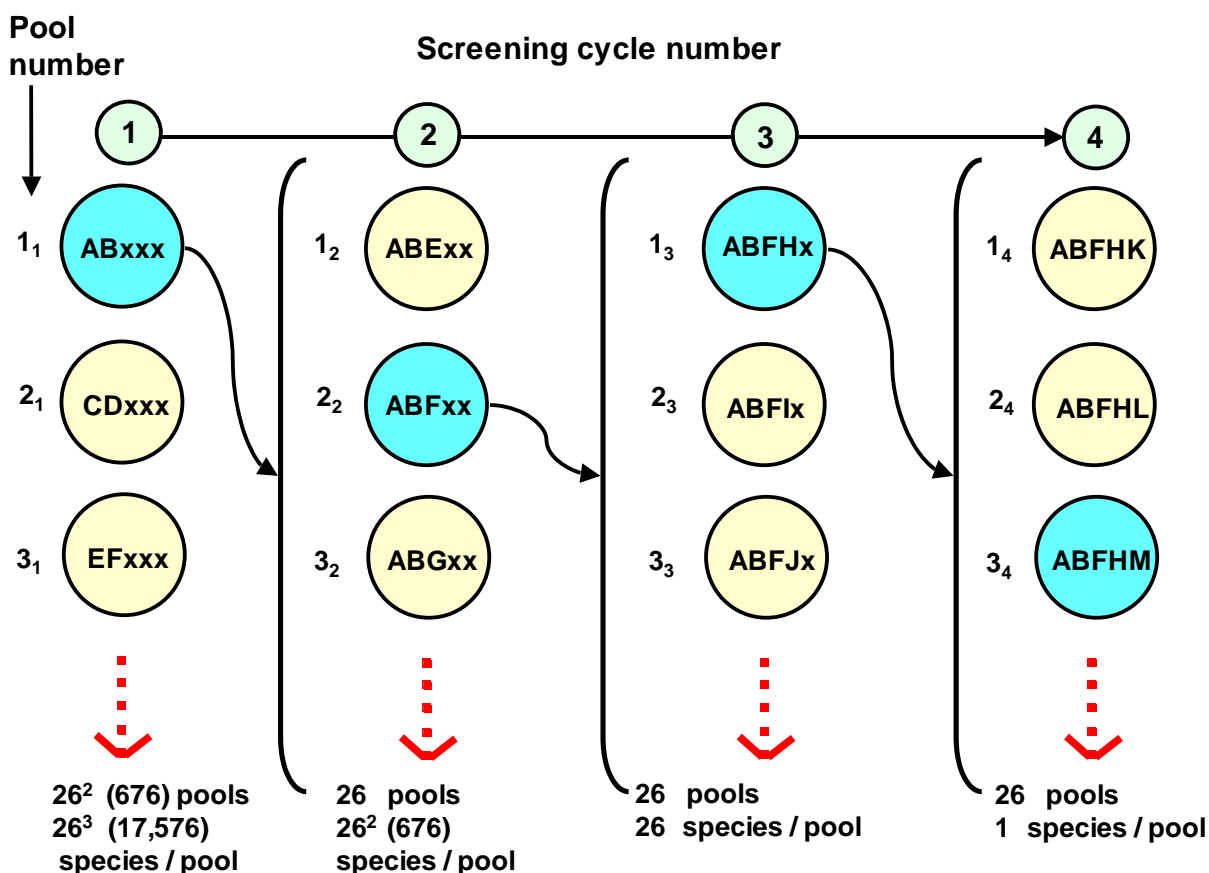 Pool
number
Screening cycle number
1 2 3 4
1₁ ABxxx 1₂ ABExx 1₃ ABFHx 1₄ ABFHK
2₁ CDxxx 2₂ ABFxx 2₃ ABFIx 2₄ ABFHL
3₁ EFxxx 3₂ ABGxx 3₃ ABFJx 3₄ ABFHM
26² (676) pools
26³ (17,576)
species / pool
26 pools
26² (676)
species / pool
26 pools
26 species / pool
26 pools
1 species / pool